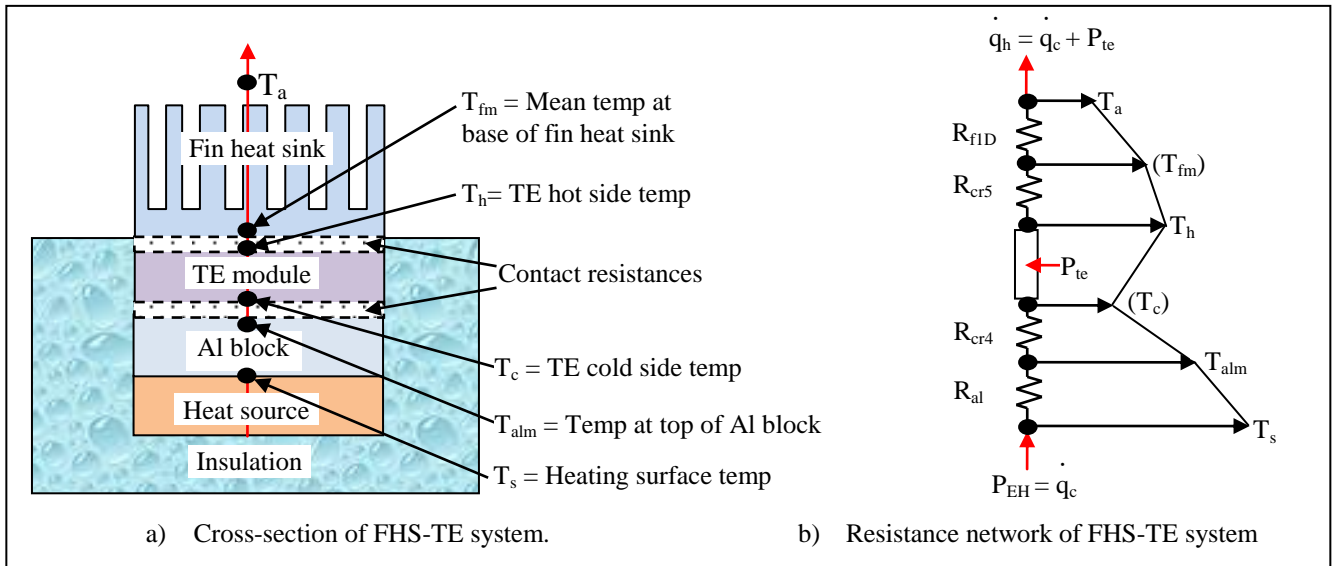 T_a
Fin heat sink
TE module
Al block
Heat source
Insulation
T_fm = Mean temp at
base of fin heat sink
T_h= TE hot side temp
Contact resistances
T_c = TE cold side temp
T_alm = Temp at top of Al block
T_s = Heating surface temp
a) Cross-section of FHS-TE system.
q̇_h = q̇_c + P_te
T_a
R_f1D
(T_fm)
R_cr5
T_h
P_te
(T_c)
R_cr4
T_alm
R_al
T_s
P_EH = q̇_c
b) Resistance network of FHS-TE system